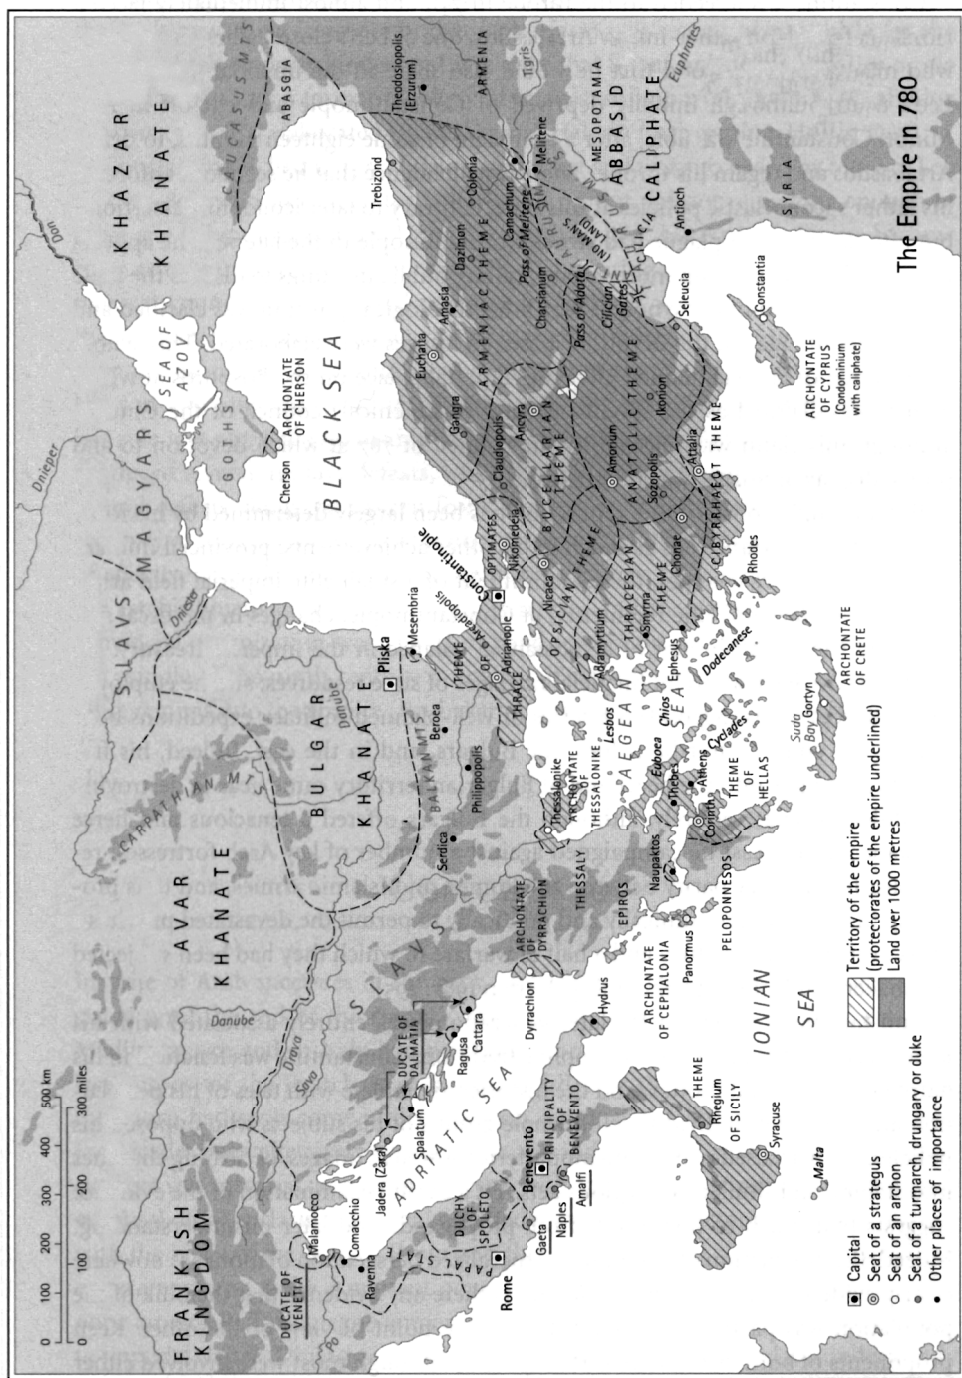 The Empire in 780
FRANKISH
KINGDOM
AVAR
KHANATE
SLAVS
MAGYARS
KHAZAR
KHANATE
Don
Dnieper
Dniester
SEA OF
AZOV
GOTHS
CAUCASUS MTS
ABASGIA
Cherson
ARCHONTATE
OF CHERSON
BLACK SEA
CARPATHIAN MTS
Danube
Drava
Sava
Danube
BULGAR
KHANATE
Pliska
Mesembria
BALKAN MTS
Beroea
Philippopolis
Serdica
SLAVS
Po
DUCATE OF
VENETIA
Malamocco
Comacchio
Ravenna
PAPAL STATE
Rome
DUCHY
OF
SPOLETO
Benevento
PRINCIPALITY
OF
BENEVENTO
Gaeta
Naples
Amalfi
ADRIATIC SEA
Jadera (Zara)
Spalatum
DUCATE OF
DALMATIA
Ragusa
Cattara
Dyrrachion
ARCHONTATE
OF
DYRRACHION
Hydrus
THEME
OF SICILY
Rhegium
Syracuse
Malta
IONIAN
SEA
ARCHONTATE
OF CEPHALONIA
Panormus
EPIROS
THESSALY
Naupaktos
PELOPONNESOS
Corinth
Athens
Thebes
THEME
OF
HELLAS
Euboea
Thessalonike
ARCHONTATE
OF
THESSALONIKE
AEGEAN
SEA
Lesbos
Chios
Cyclades
Dodecanese
Suda
Bay
Gortyn
ARCHONTATE
OF CRETE
Rhodes
THEME
OF
THRACE
Arcadiopolis
Adrianople
Constantinople
OPTIMATES
Nikomedeia
Nicaea
OPSICIAN THEME
Adramyttium
THRACESIAN
THEME
Smyrna
Ephesus
Chonae
CIBYRRHAEOT THEME
Attalia
BUCELLARIAN
THEME
Claudiopolis
Gangra
Ancyra
Amorium
ANATOLIC THEME
Sozopolis
Ikonion
Seleucia
ARMENIAC THEME
Euchaita
Amasia
Dazimon
Colonia
Trebizond
Camachum
Charsianum
Pass of Melitene
Pass of Adata
Cilician
Gates
TAURUS MTS
ANTITAURUS MTS
(NO MAN'S
LAND)
CILICIA
Melitene
Theodosiopolis
(Erzurum)
ARMENIA
Tigris
MESOPOTAMIA
Euphrates
ABBASID
CALIPHATE
Antioch
SYRIA
Constantia
ARCHONTATE
OF CYPRUS
(Condominium
with caliphate)
0 100 200 300 400 500 km
0 100 200 300 miles
Capital
Seat of a strategus
Seat of an archon
Seat of a turmarch, drungary or duke
Other places of importance
Territory of the empire
(protectorates of the empire underlined)
Land over 1000 metres